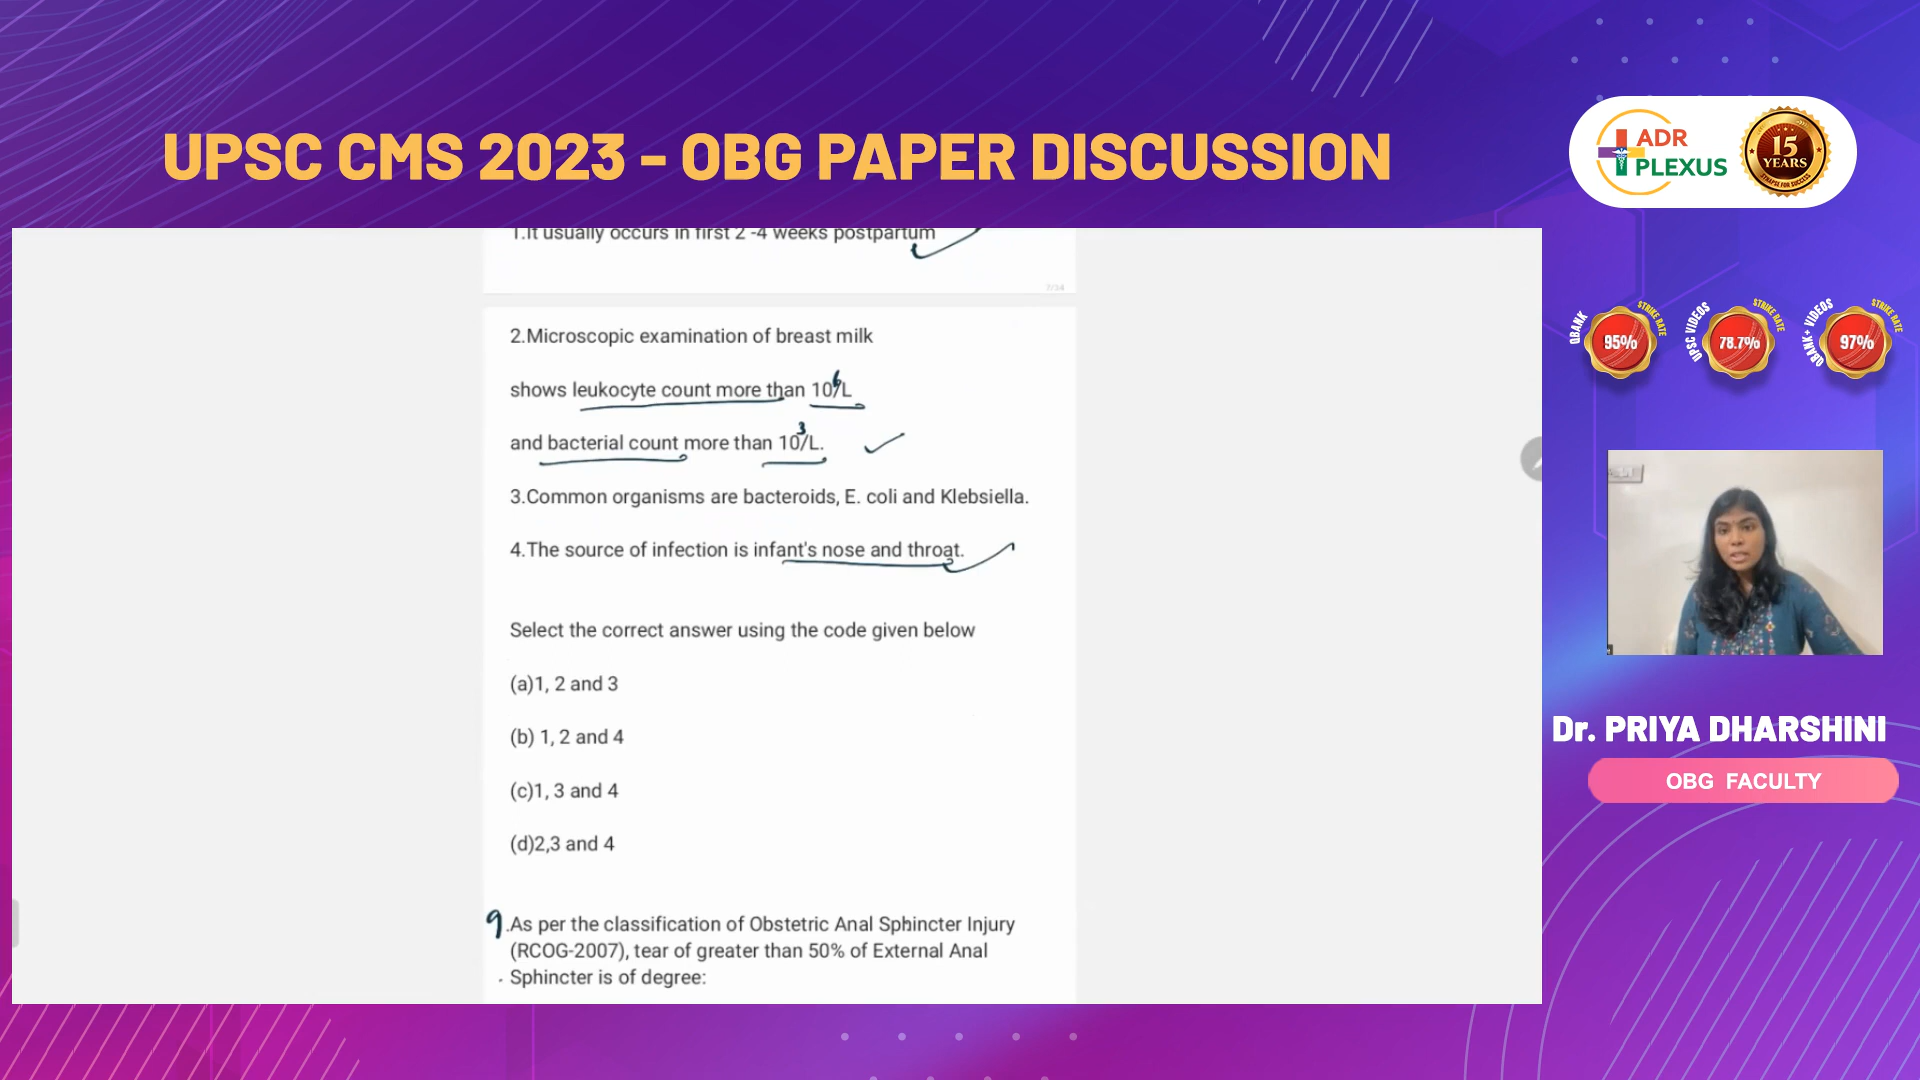 UPSC CMS 2023 - OBG PAPER DISCUSSION
ADR
PLEXUS
15
YEARS
STRAPSE FOR SUCCESS
1.It usually occurs in first 2 -4 weeks postpartum
7/34
2.Microscopic examination of breast milk
shows leukocyte count more than 10⁶/L
and bacterial count more than 10³/L.
3.Common organisms are bacteroids, E. coli and Klebsiella.
4.The source of infection is infant's nose and throat.
Select the correct answer using the code given below
(a)1, 2 and 3
(b) 1, 2 and 4
(c)1, 3 and 4
(d)2,3 and 4
9.As per the classification of Obstetric Anal Sphincter Injury
(RCOG-2007), tear of greater than 50% of External Anal
Sphincter is of degree:
QBANK 95% STRIKE RATE
UPSC VIDEOS 78.7% STRIKE RATE
QBANK+ VIDEOS 97% STRIKE RATE
Dr. PRIYA DHARSHINI
OBG FACULTY